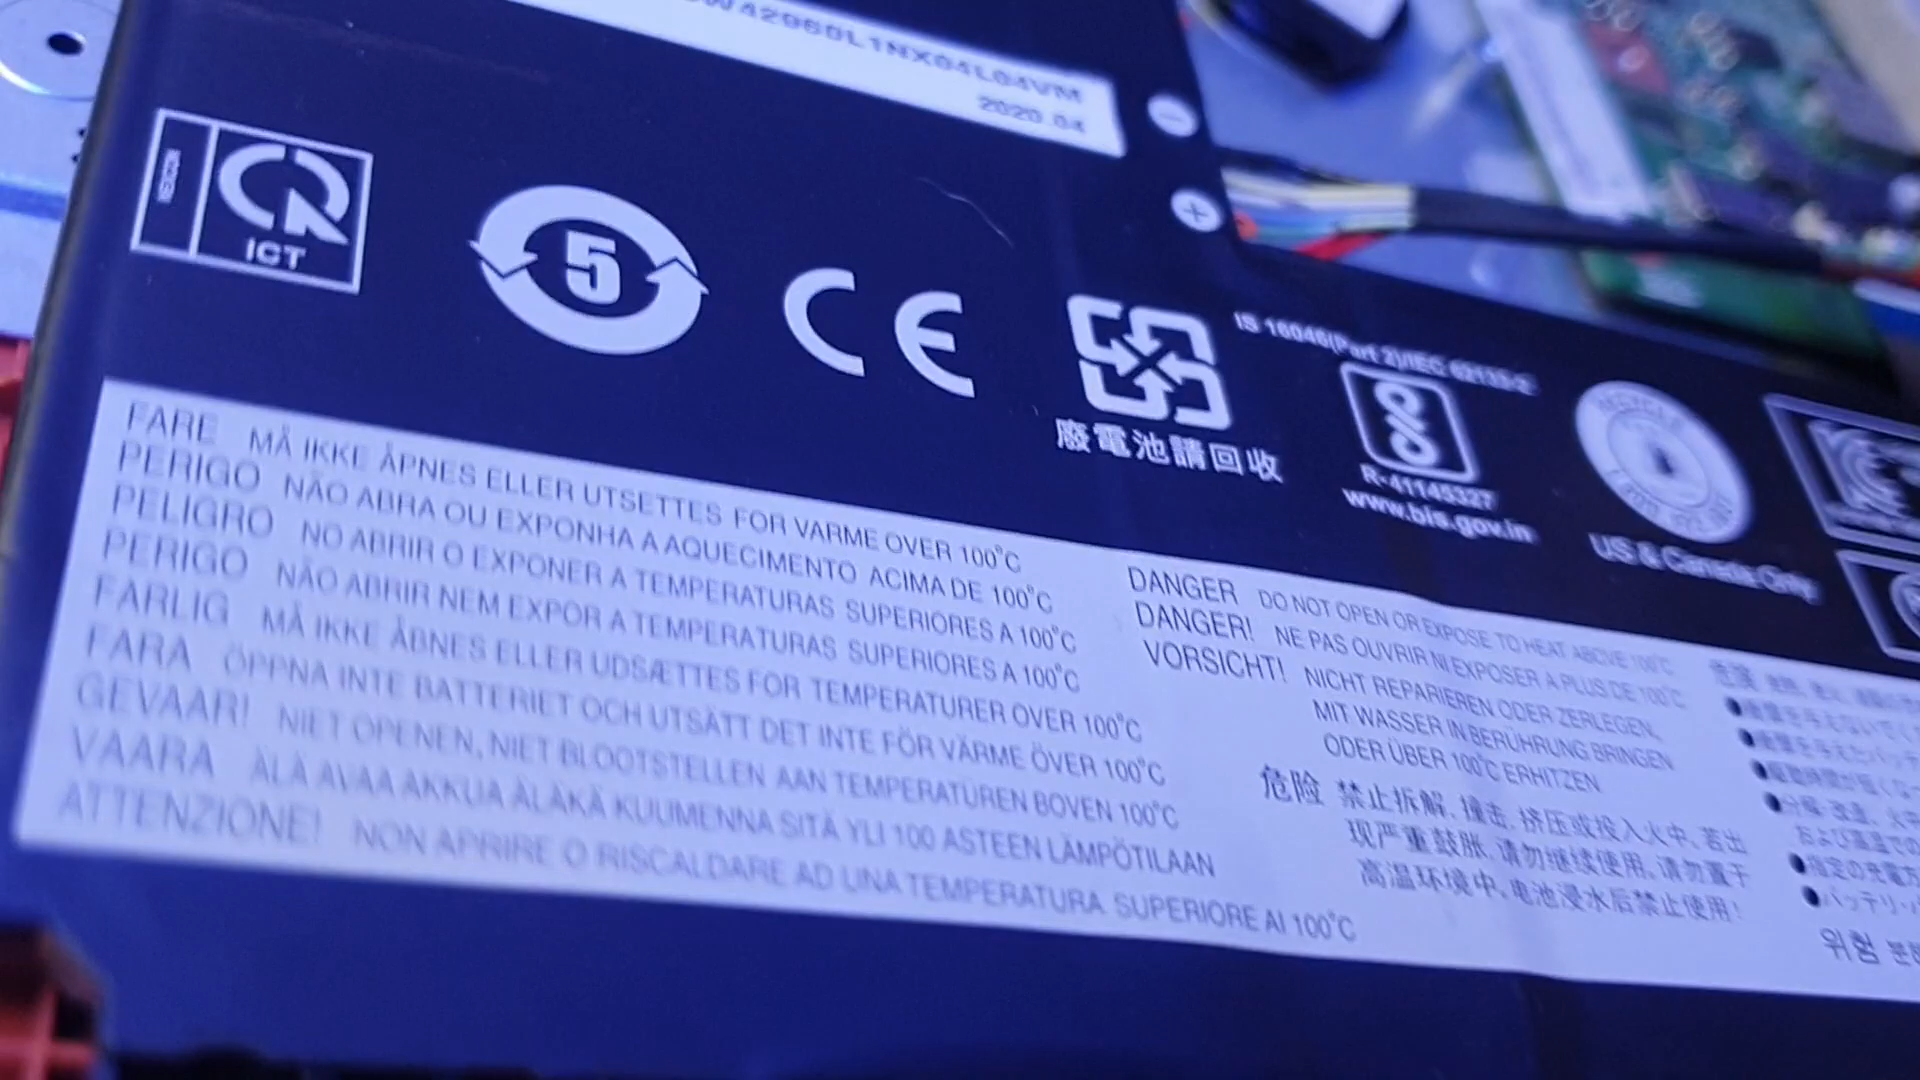 2020.04
ICT
5
CE
廢電池請回收
IS 16046(Part 2)/IEC 62133-2
R-41145327
www.bis.gov.in
RECYCLE
US & Canada Only
FARE MÅ IKKE ÅPNES ELLER UTSETTES FOR VARME OVER 100°C
PERIGO NÃO ABRA OU EXPONHA A AQUECIMENTO ACIMA DE 100°C
PELIGRO NO ABRIR O EXPONER A TEMPERATURAS SUPERIORES A 100°C
PERIGO NÃO ABRIR NEM EXPOR A TEMPERATURAS SUPERIORES A 100°C
FARLIG MÅ IKKE ÅBNES ELLER UDSÆTTES FOR TEMPERATURER OVER 100°C
FARA ÖPPNA INTE BATTERIET OCH UTSÄTT DET INTE FÖR VÄRME ÖVER 100°C
GEVAAR! NIET OPENEN, NIET BLOOTSTELLEN AAN TEMPERATÜREN BOVEN 100°C
VAARA ÄLÄ AVAA AKKUA ÄLÄKÄ KUUMENNA SITÄ YLI 100 ASTEEN LÄMPÖTILAAN
ATTENZIONE! NON APRIRE O RISCALDARE AD UNA TEMPERATURA SUPERIORE AI 100°C
DANGER DO NOT OPEN OR EXPOSE TO HEAT ABOVE 100°C
DANGER! NE PAS OUVRIR NI EXPOSER A PLUS DE 100°C
VORSICHT! NICHT REPARIEREN ODER ZERLEGEN,
MIT WASSER IN BERÜHRUNG BRINGEN
ODER ÜBER 100°C ERHITZEN
危险 禁止拆解、撞击、挤压或投入火中，若出
现严重鼓胀，请勿继续使用，请勿置于
高温环境中，电池浸水后禁止使用！
위험